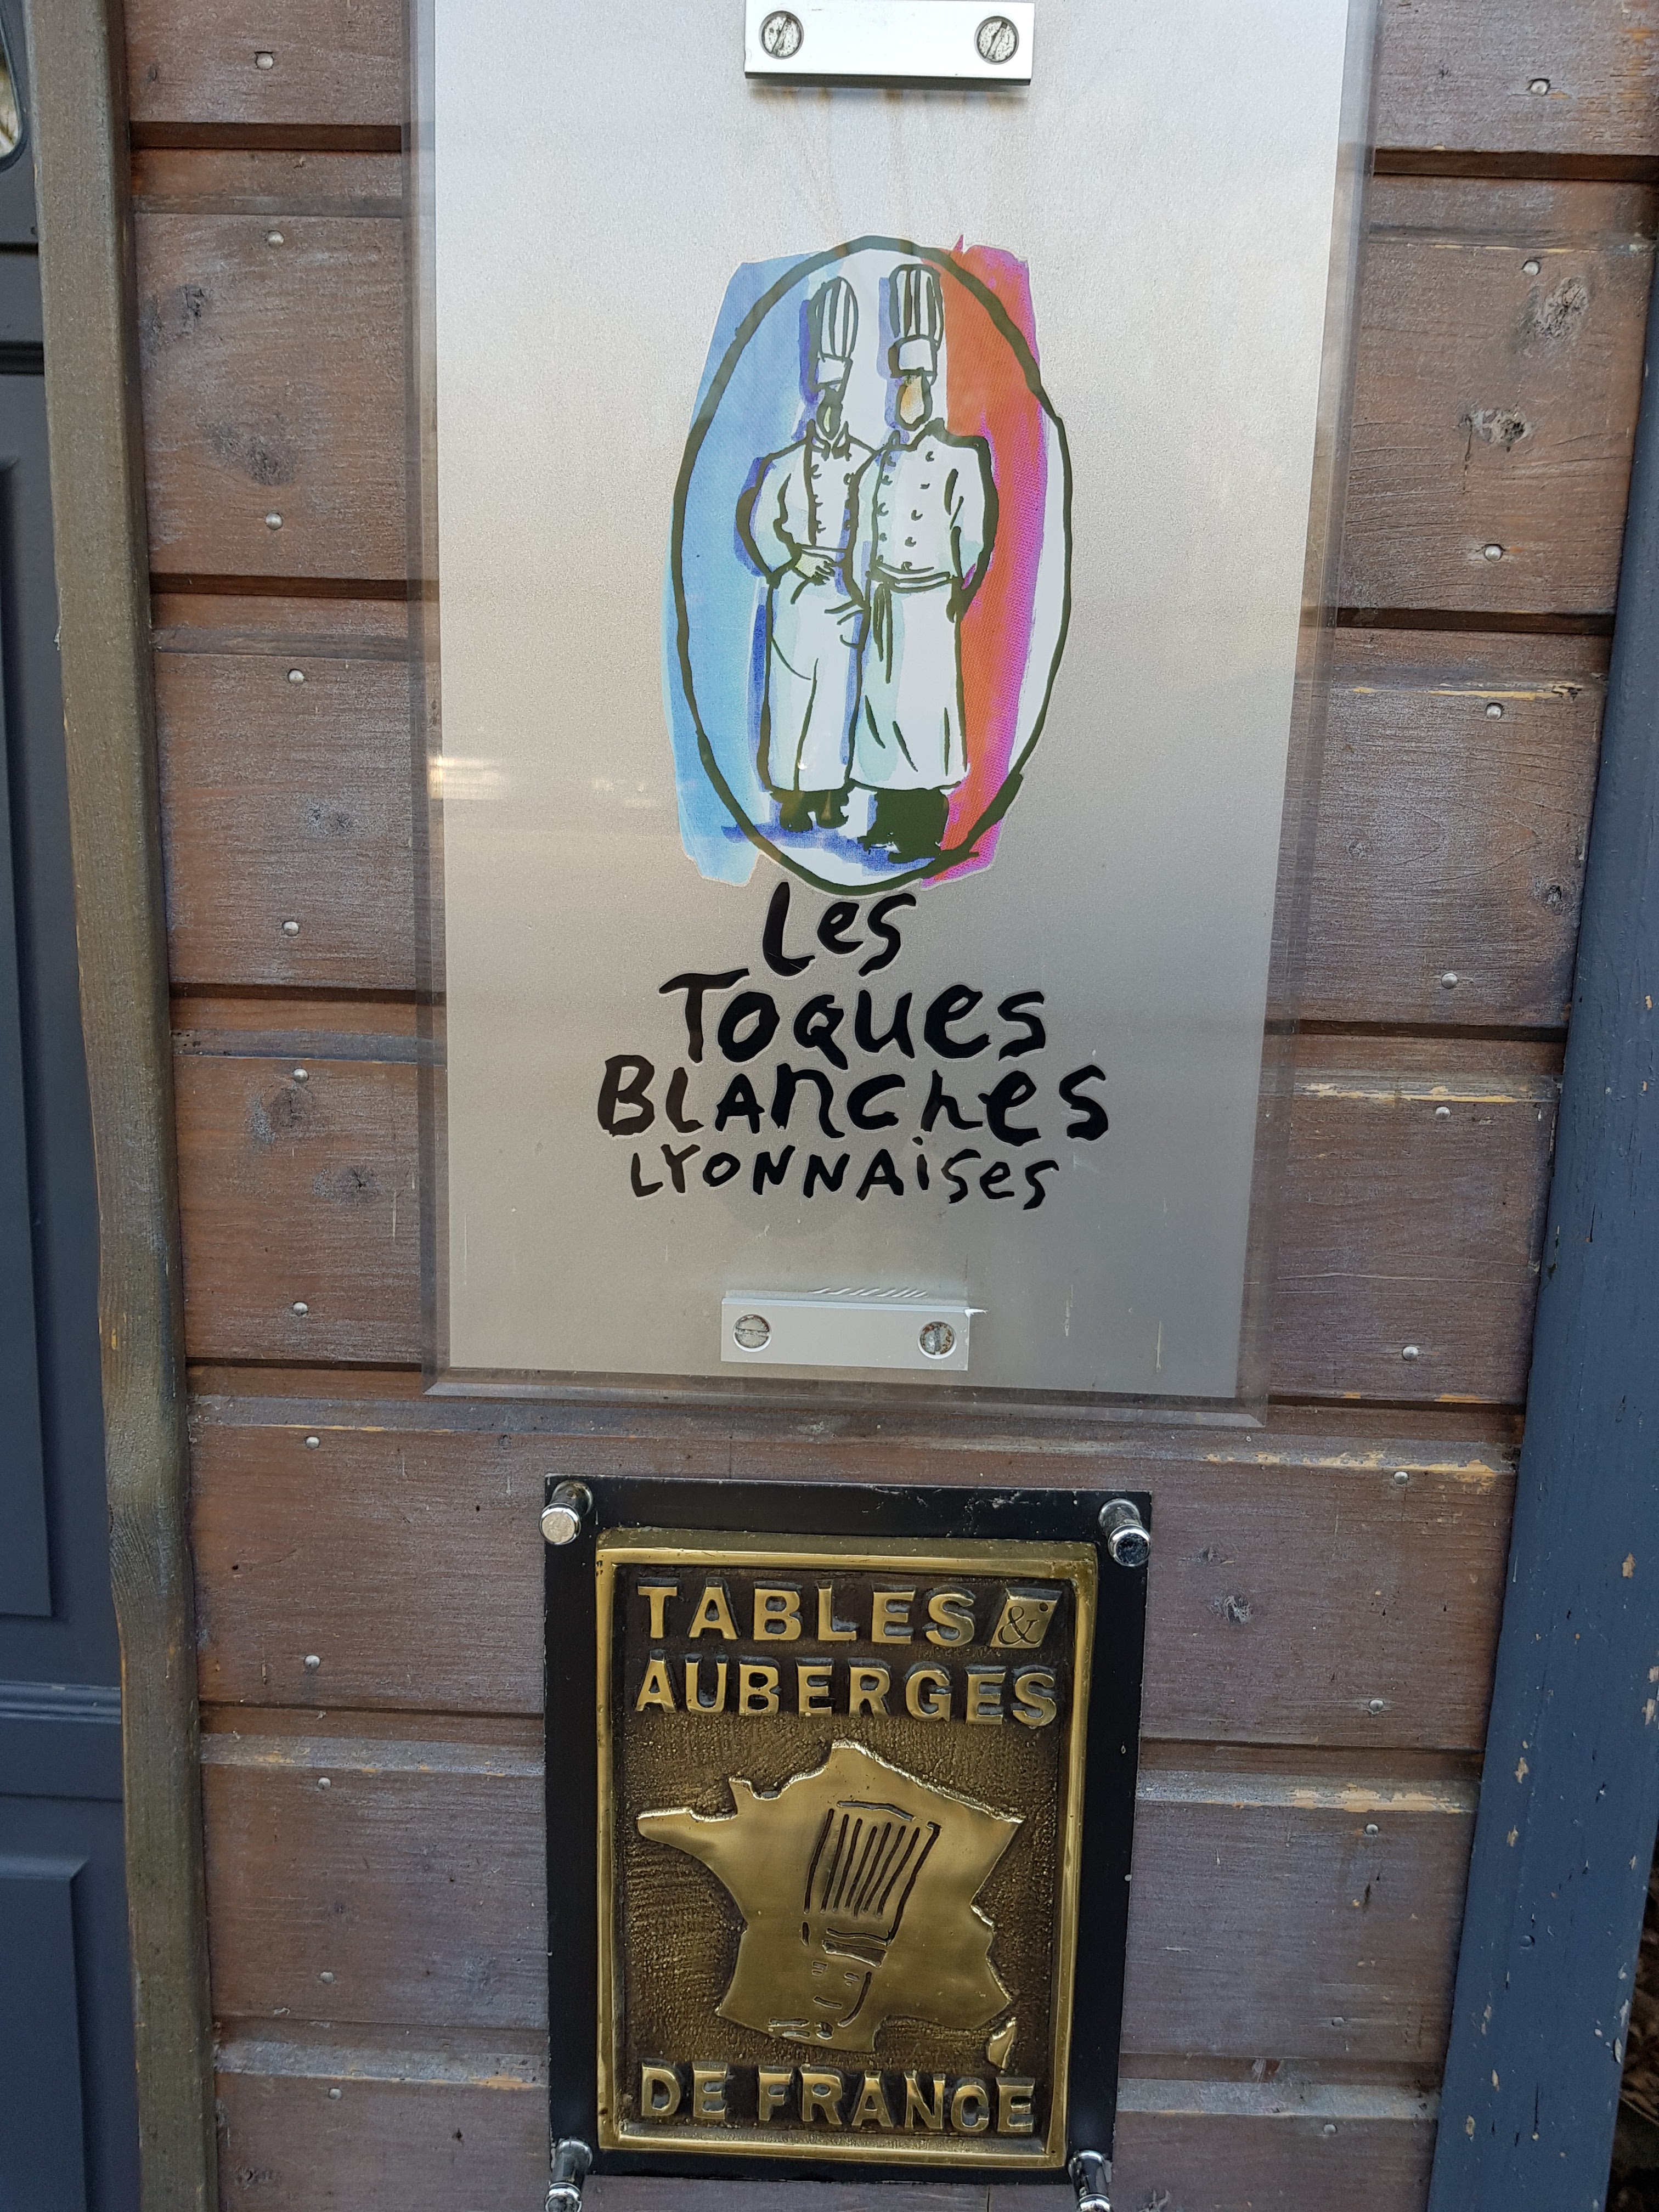 Les
Toques
BLAnches
LYONNAises
TABLES &
AUBERGES
DE FRANCE